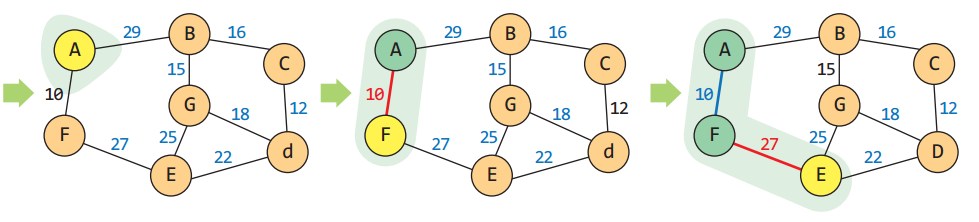 A 29 B 16 C
10 15 12
F 27 G 18 d
25 22 E
A 29 B 16 C
10 15 12
F 27 G 18 d
25 22 E
A 29 B 16 C
10 15 12
F 27 G 18 D
25 22 E